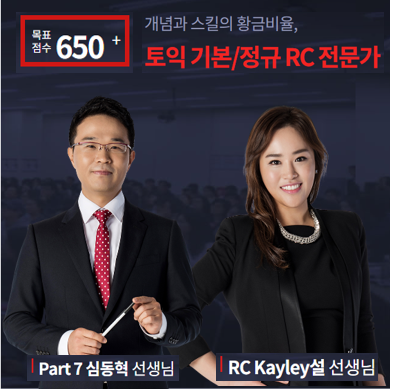 목표
점수
650+
개념과 스킬의 황금비율,
토익 기본/정규 RC 전문가
Part 7 심동혁 선생님
RC Kayley설 선생님